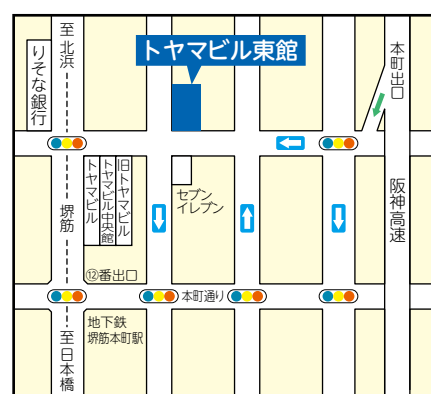 至北浜
りそな銀行
トヤマビル東館
本町出口
トヤマビル
トヤマビル中央館
旧トヤマビル
セブン
イレブン
堺筋
阪神高速
⑫番出口
本町通り
地下鉄
堺筋本町駅
至日本橋